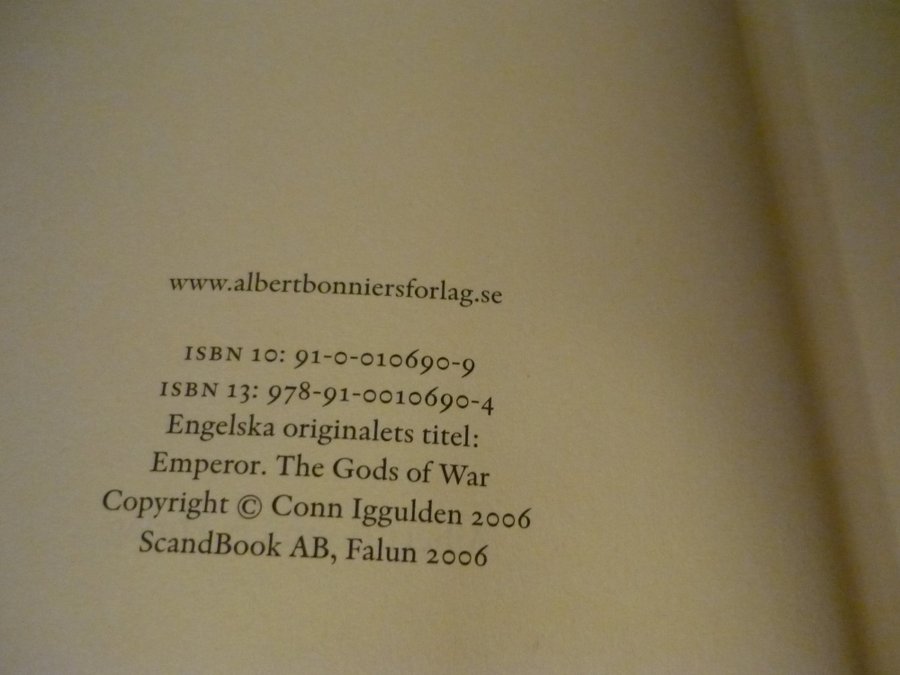 www.albertbonniersforlag.se
ISBN 10: 91-0-010690-9
ISBN 13: 978-91-0010690-4
Engelska originalets titel:
Emperor. The Gods of War
Copyright © Conn Iggulden 2006
ScandBook AB, Falun 2006